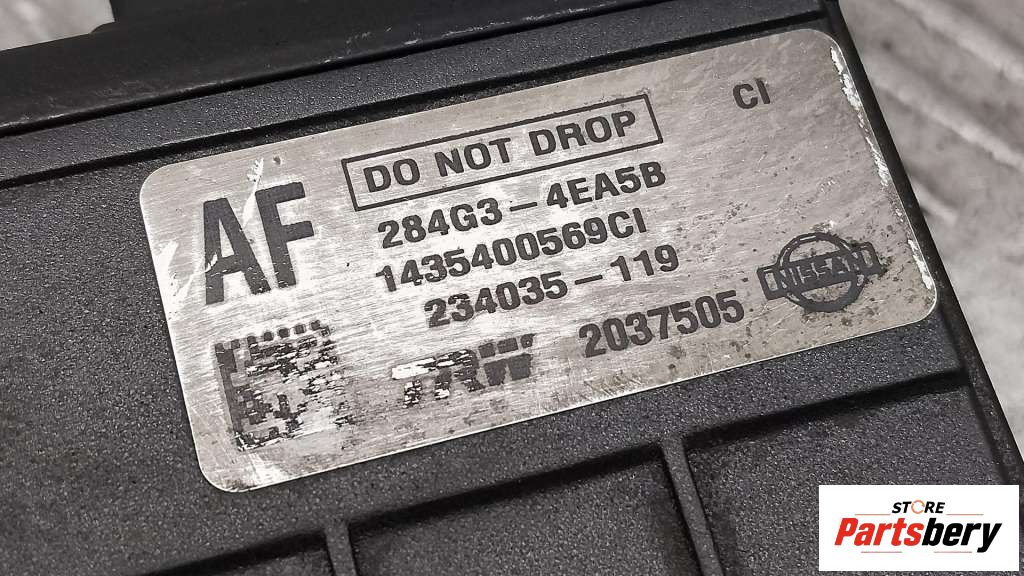 CI
DO NOT DROP
AF
284G3-4EA5B
1435400569CI
234035-119
NISSAN
TRW
2037505
STORE
Partsbery